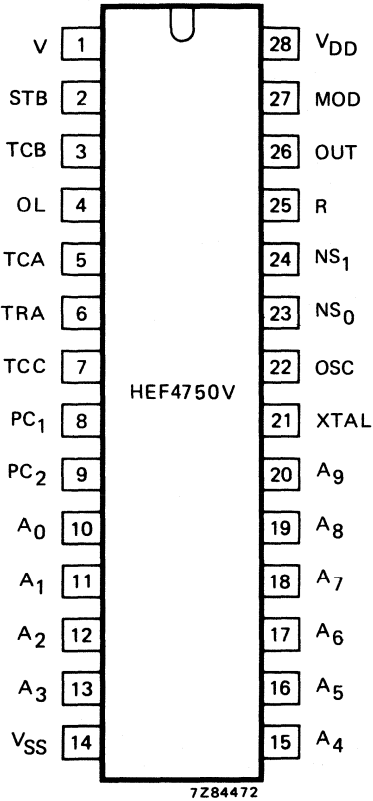 V 1 28 VDD
STB 2 27 MOD
TCB 3 26 OUT
OL 4 25 R
TCA 5 24 NS1
TRA 6 23 NS0
TCC 7 22 OSC
HEF4750V
PC1 8 21 XTAL
PC2 9 20 A9
A0 10 19 A8
A1 11 18 A7
A2 12 17 A6
A3 13 16 A5
VSS 14 15 A4
7Z84472